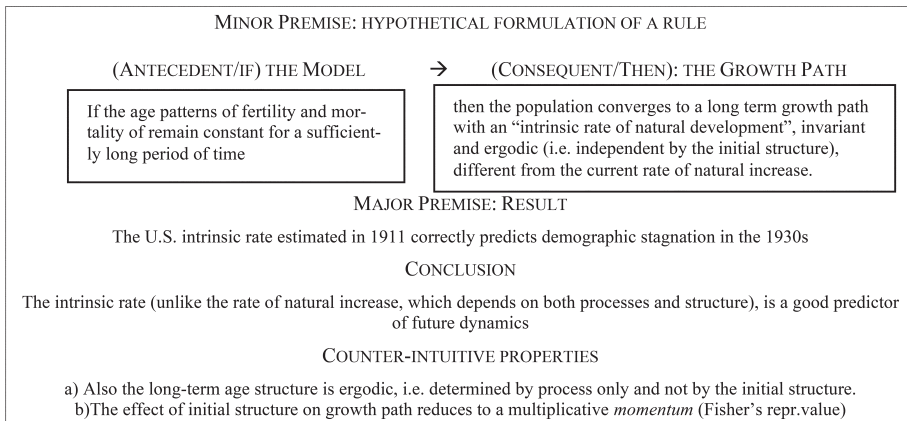 MINOR PREMISE: HYPOTHETICAL FORMULATION OF A RULE
(ANTECEDENT/IF) THE MODEL → (CONSEQUENT/THEN): THE GROWTH PATH
If the age patterns of fertility and mor-
tality of remain constant for a sufficient-
ly long period of time
then the population converges to a long term growth path
with an “intrinsic rate of natural development”, invariant
and ergodic (i.e. independent by the initial structure),
different from the current rate of natural increase.
MAJOR PREMISE: RESULT
The U.S. intrinsic rate estimated in 1911 correctly predicts demographic stagnation in the 1930s
CONCLUSION
The intrinsic rate (unlike the rate of natural increase, which depends on both processes and structure), is a good predictor
of future dynamics
COUNTER-INTUITIVE PROPERTIES
a) Also the long-term age structure is ergodic, i.e. determined by process only and not by the initial structure.
b)The effect of initial structure on growth path reduces to a multiplicative momentum (Fisher’s repr.value)